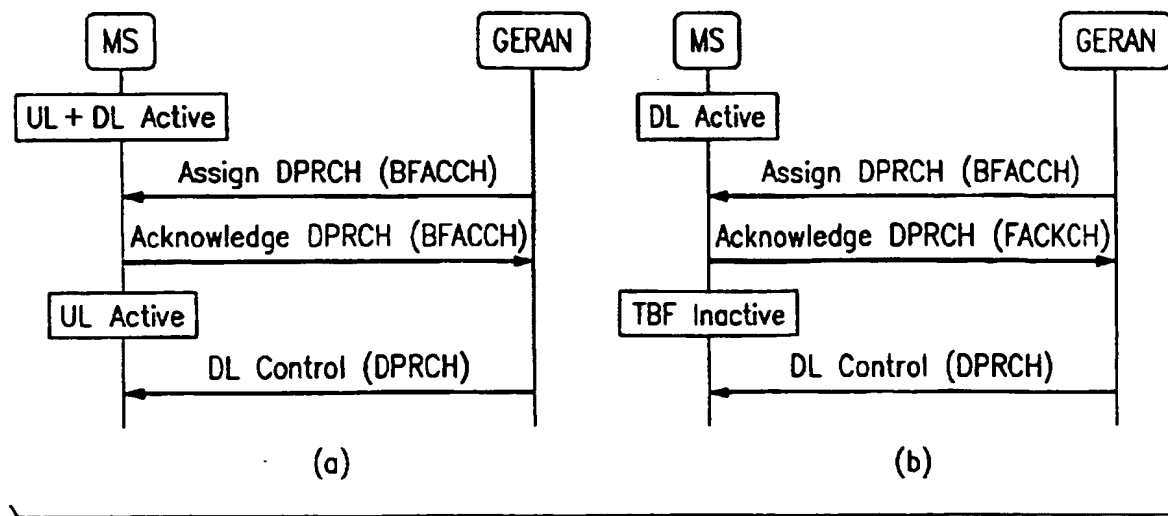 MS
GERAN
UL + DL Active
Assign DPRCH (BFACCH)
Acknowledge DPRCH (BFACCH)
UL Active
DL Control (DPRCH)
(a)
MS
GERAN
DL Active
Assign DPRCH (BFACCH)
Acknowledge DPRCH (FACKCH)
TBF Inactive
DL Control (DPRCH)
(b)